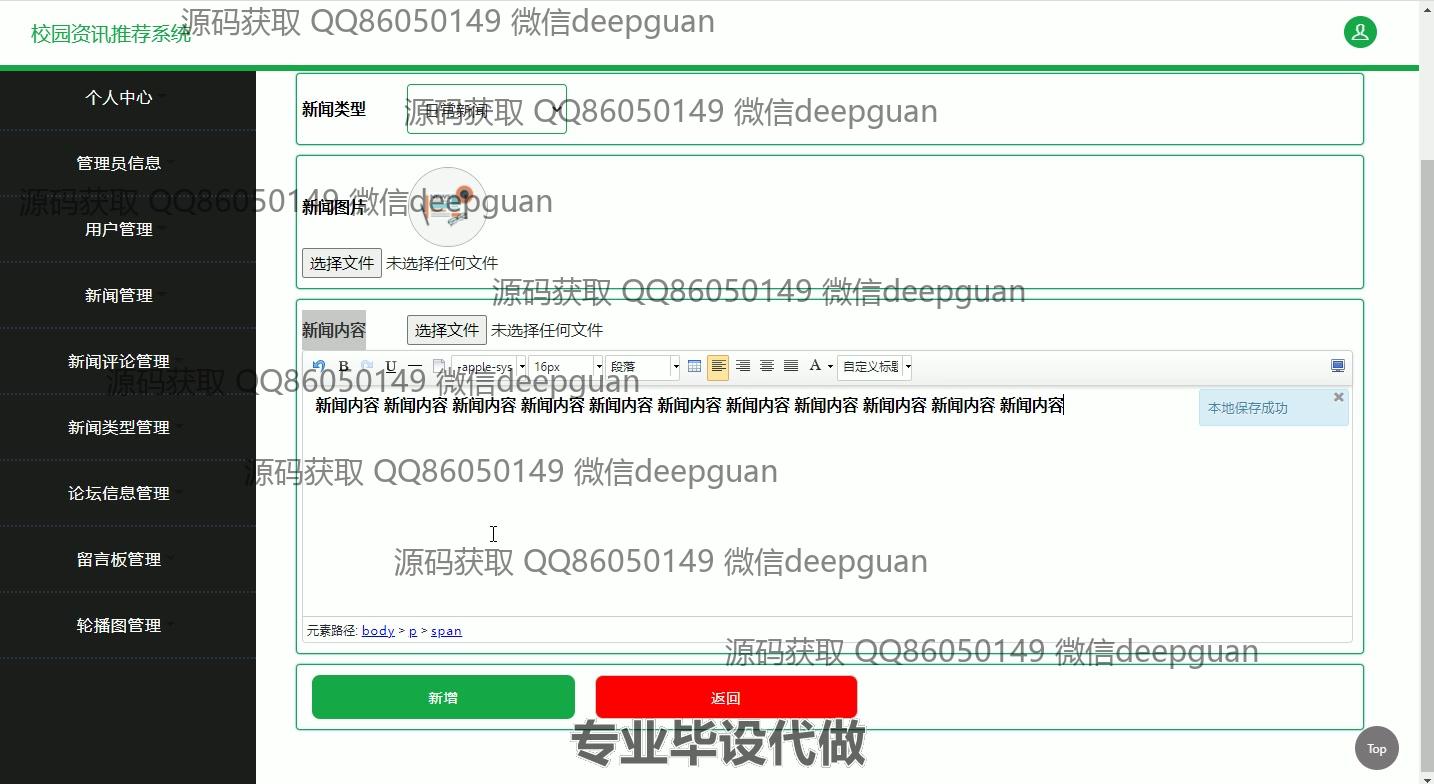 校园资讯推荐系统
源码获取 QQ86050149 微信deepguan
个人中心
管理员信息
用户管理
新闻管理
新闻评论管理
新闻类型管理
论坛信息管理
留言板管理
轮播图管理
新闻类型
日常新闻
源码获取 QQ86050149 微信deepguan
源码获取 QQ86050149 微信deepguan
新闻图片
选择文件 未选择任何文件
源码获取 QQ86050149 微信deepguan
新闻内容 选择文件 未选择任何文件
B U -apple-sys 16px 段落 A 自定义标题
源码获取 QQ86050149 微信deepguan
新闻内容 新闻内容 新闻内容 新闻内容 新闻内容 新闻内容 新闻内容 新闻内容 新闻内容 新闻内容 新闻内容
本地保存成功
源码获取 QQ86050149 微信deepguan
源码获取 QQ86050149 微信deepguan
元素路径: body > p > span
源码获取 QQ86050149 微信deepguan
新增 返回
专业毕设代做
Top